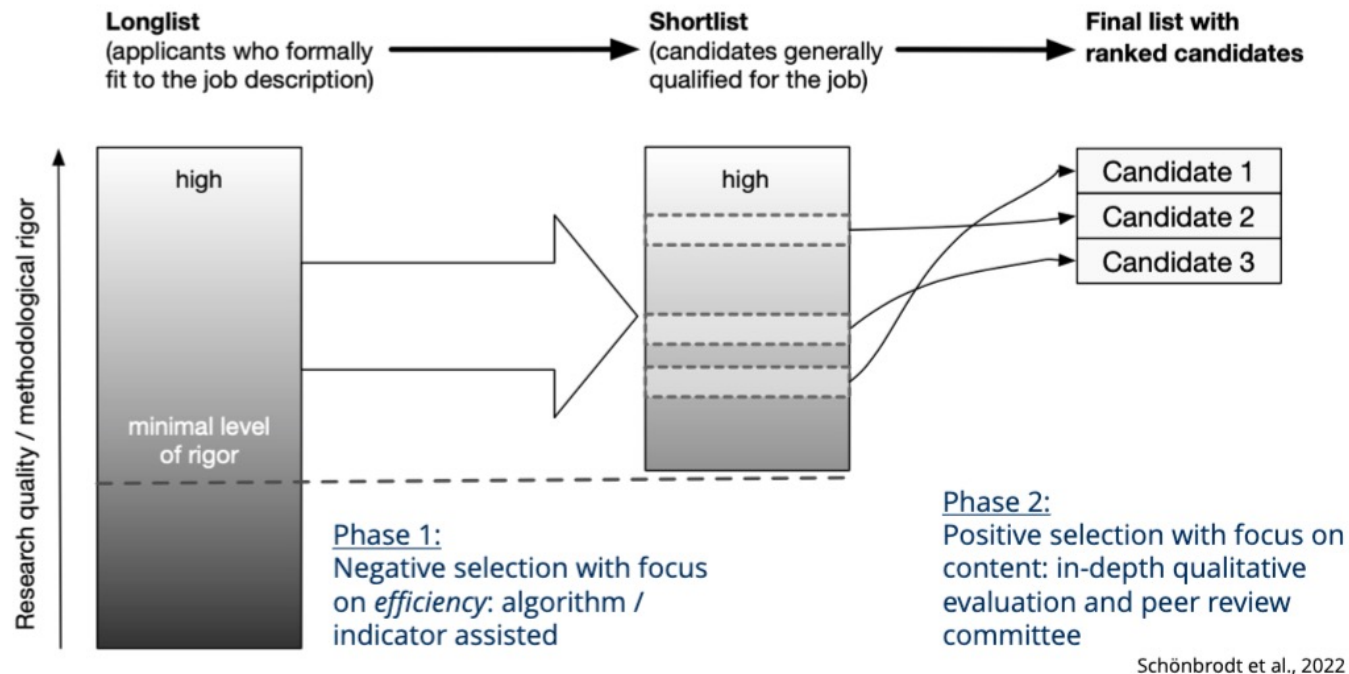 Longlist
(applicants who formally
fit to the job description)
Shortlist
(candidates generally
qualified for the job)
Final list with
ranked candidates
Research quality / methodological rigor
high
minimal level
of rigor
high
Candidate 1
Candidate 2
Candidate 3
Phase 1:
Negative selection with focus
on efficiency: algorithm /
indicator assisted
Phase 2:
Positive selection with focus on
content: in-depth qualitative
evaluation and peer review
committee
Schönbrodt et al., 2022